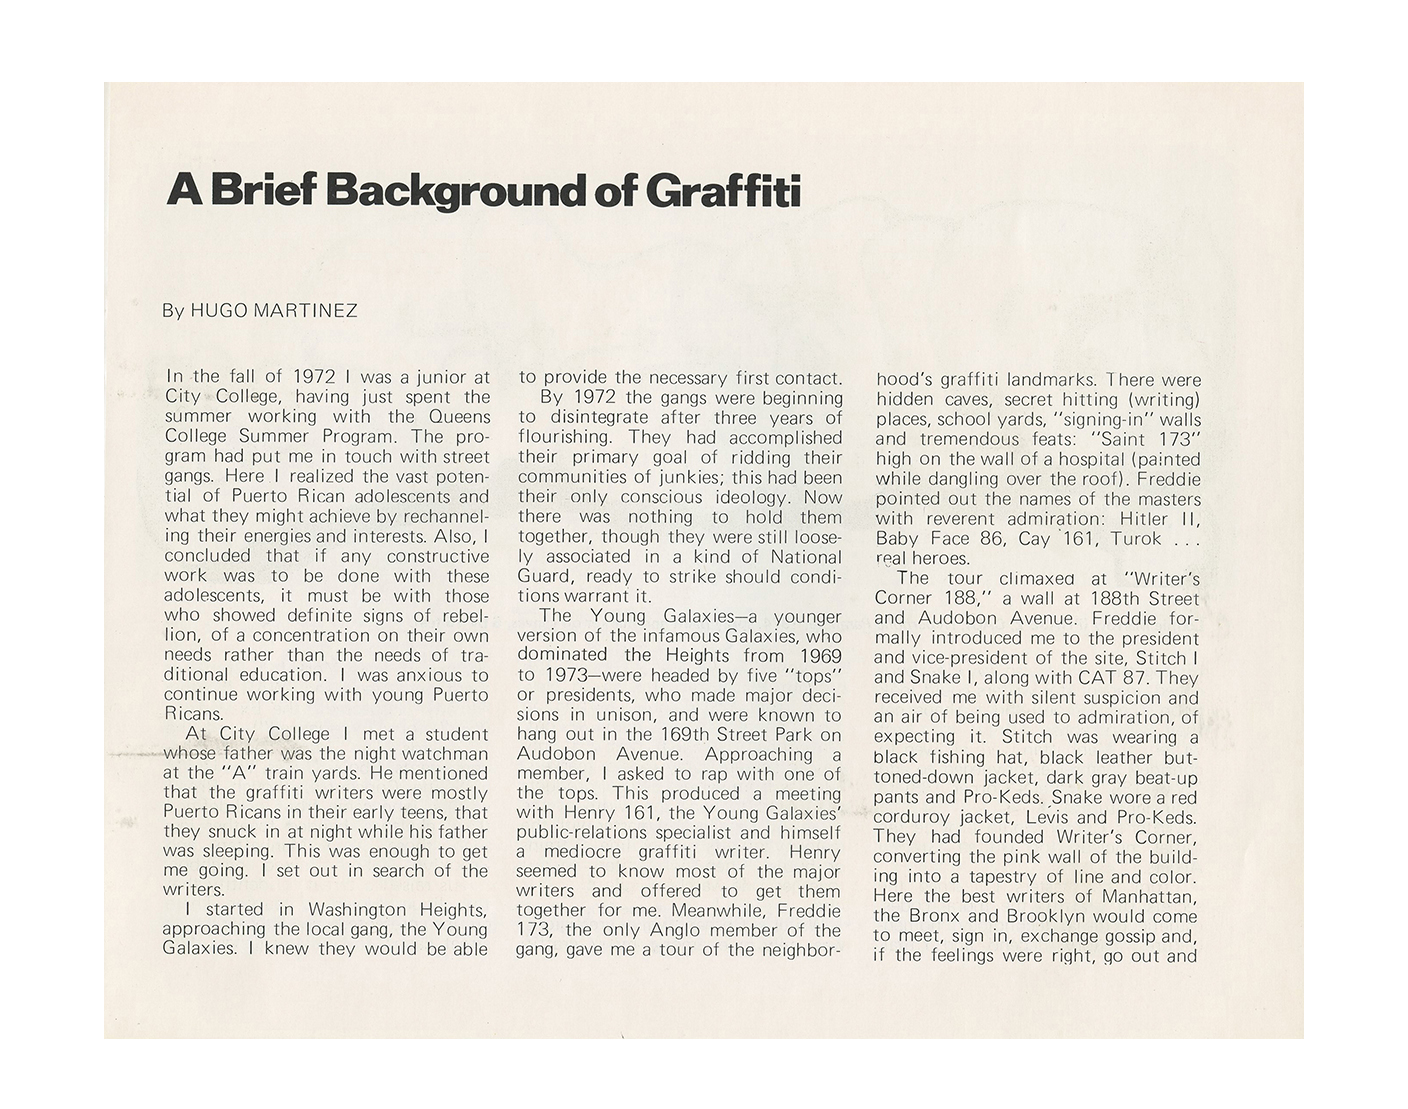 A Brief Background of Graffiti
By HUGO MARTINEZ
In the fall of 1972 I was a junior at
City College, having just spent the
summer working with the Queens
College Summer Program. The pro-
gram had put me in touch with street
gangs. Here I realized the vast poten-
tial of Puerto Rican adolescents and
what they might achieve by rechannel-
ing their energies and interests. Also, I
concluded that if any constructive
work was to be done with these
adolescents, it must be with those
who showed definite signs of rebel-
lion, of a concentration on their own
needs rather than the needs of tra-
ditional education. I was anxious to
continue working with young Puerto
Ricans.
At City College I met a student
whose father was the night watchman
at the "A" train yards. He mentioned
that the graffiti writers were mostly
Puerto Ricans in their early teens, that
they snuck in at night while his father
was sleeping. This was enough to get
me going. I set out in search of the
writers.
I started in Washington Heights,
approaching the local gang, the Young
Galaxies. I knew they would be able
to provide the necessary first contact.
By 1972 the gangs were beginning
to disintegrate after three years of
flourishing. They had accomplished
their primary goal of ridding their
communities of junkies; this had been
their only conscious ideology. Now
there was nothing to hold them
together, though they were still loose-
ly associated in a kind of National
Guard, ready to strike should condi-
tions warrant it.
The Young Galaxies—a younger
version of the infamous Galaxies, who
dominated the Heights from 1969
to 1973—were headed by five "tops"
or presidents, who made major deci-
sions in unison, and were known to
hang out in the 169th Street Park on
Audobon Avenue. Approaching a
member, I asked to rap with one of
the tops. This produced a meeting
with Henry 161, the Young Galaxies'
public-relations specialist and himself
a mediocre graffiti writer. Henry
seemed to know most of the major
writers and offered to get them
together for me. Meanwhile, Freddie
173, the only Anglo member of the
gang, gave me a tour of the neighbor-
hood's graffiti landmarks. There were
hidden caves, secret hitting (writing)
places, school yards, "signing-in" walls
and tremendous feats: "Saint 173"
high on the wall of a hospital (painted
while dangling over the roof). Freddie
pointed out the names of the masters
with reverent admiration: Hitler II,
Baby Face 86, Cay 161, Turok ...
real heroes.
The tour climaxed at "Writer's
Corner 188," a wall at 188th Street
and Audobon Avenue. Freddie for-
mally introduced me to the president
and vice-president of the site, Stitch I
and Snake I, along with CAT 87. They
received me with silent suspicion and
an air of being used to admiration, of
expecting it. Stitch was wearing a
black fishing hat, black leather but-
toned-down jacket, dark gray beat-up
pants and Pro-Keds. Snake wore a red
corduroy jacket, Levis and Pro-Keds.
They had founded Writer's Corner,
converting the pink wall of the build-
ing into a tapestry of line and color.
Here the best writers of Manhattan,
the Bronx and Brooklyn would come
to meet, sign in, exchange gossip and,
if the feelings were right, go out and